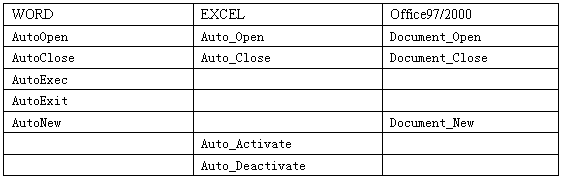 WORD EXCEL Office97/2000
AutoOpen Auto_Open Document_Open
AutoClose Auto_Close Document_Close
AutoExec
AutoExit
AutoNew Document_New
Auto_Activate
Auto_Deactivate